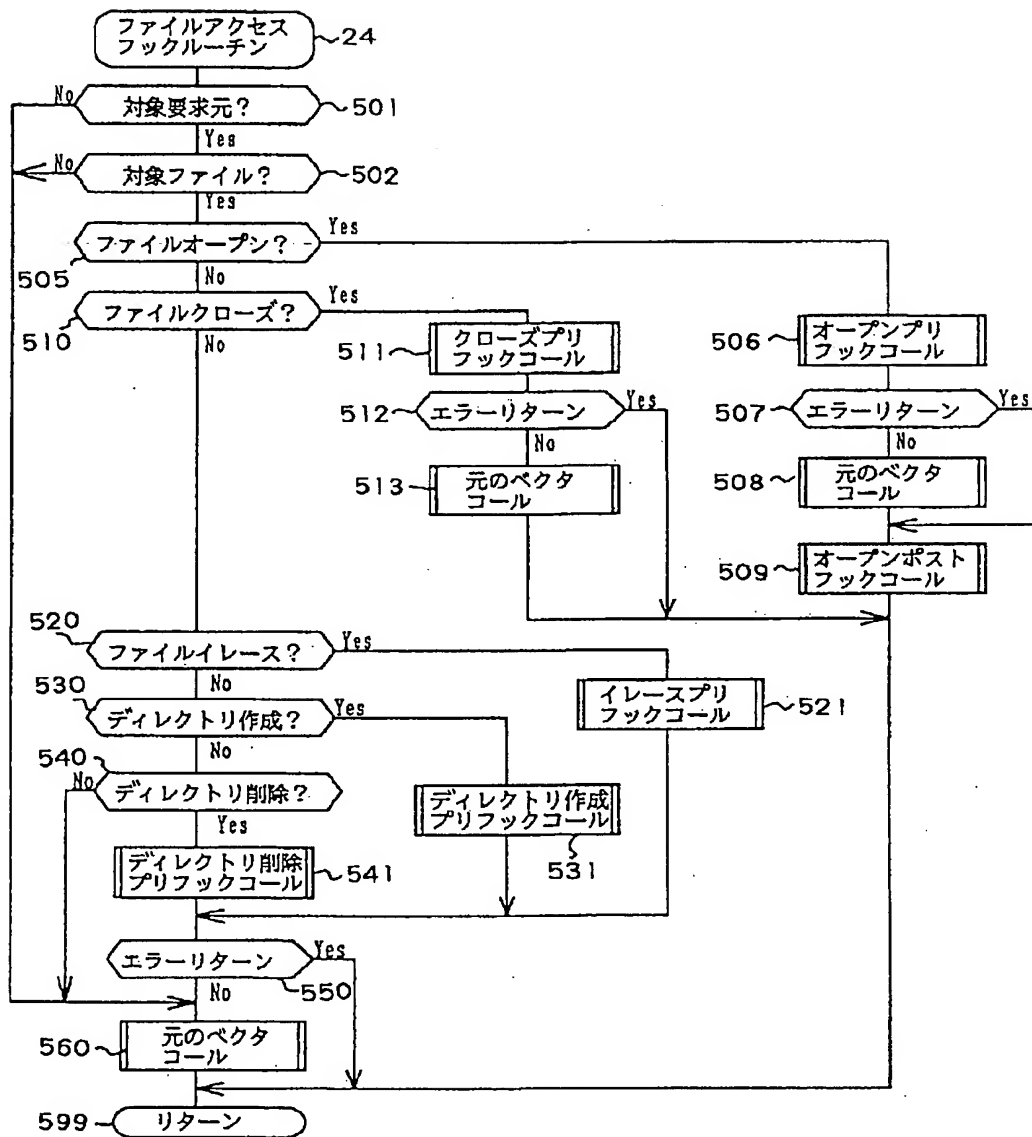 ファイルアクセス
フックルーチン
24
No
対象要求元?
501
Yes
No
対象ファイル?
502
Yes
ファイルオープン?
Yes
505
No
ファイルクローズ?
Yes
510
No
クローズプリ
フックコール
511
オープンプリ
フックコール
506
512
エラーリターン
Yes
507
エラーリターン
Yes
No
No
513
元のベクタ
コール
508
元のベクタ
コール
オープンポスト
フックコール
509
520
ファイルイレース?
Yes
No
530
ディレクトリ作成?
Yes
イレースプリ
フックコール
521
No
540
No
ディレクトリ削除?
Yes
ディレクトリ作成
プリフックコール
531
ディレクトリ削除
プリフックコール
541
エラーリターン
Yes
550
No
560
元のベクタ
コール
599
リターン